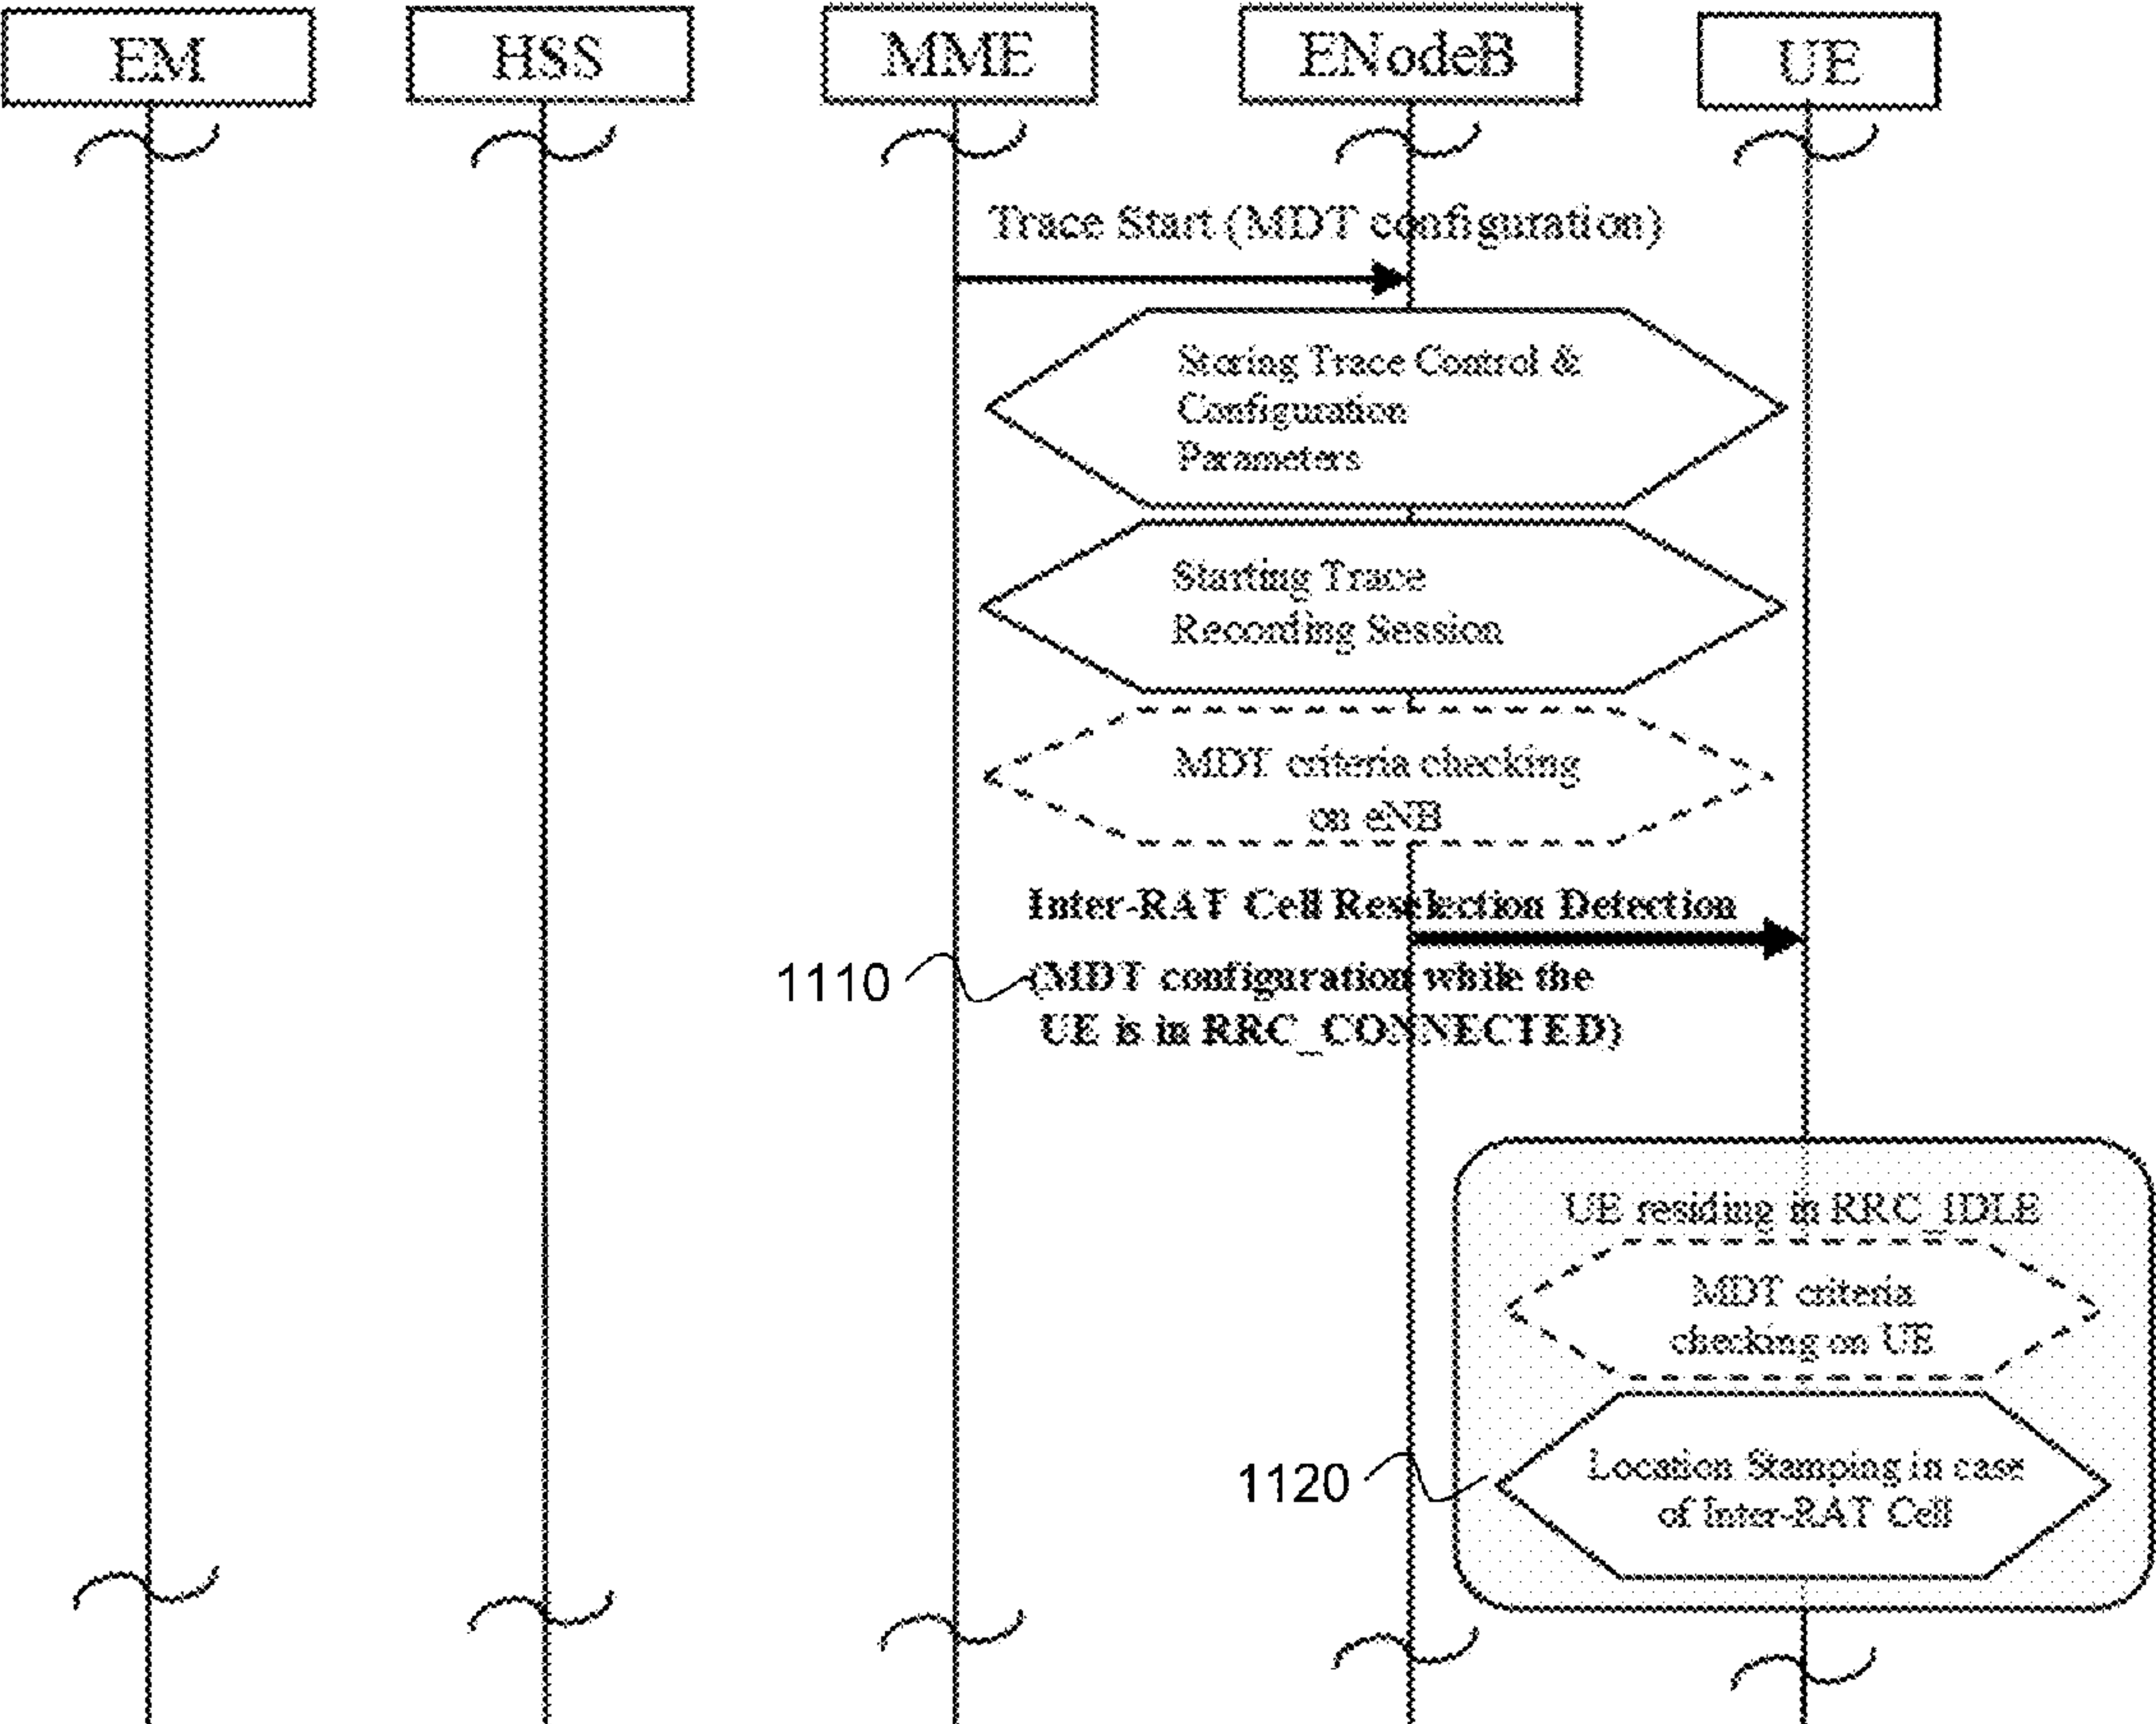 EM
HSS
MME
ENodeB
UE
Trace Start (MDT configuration)
Storing Trace Control &
Configuration
Parameters
Starting Trace
Recording Session
MDT criteria checking
on eNB
Inter-RAT Cell Reselection Detection
1110
(MDT configuration while the
UE is in RRC_CONNECTED)
UE residing in RRC_IDLE
MDT criteria
checking on UE
1120
Location Stamping in case
of Inter-RAT Cell